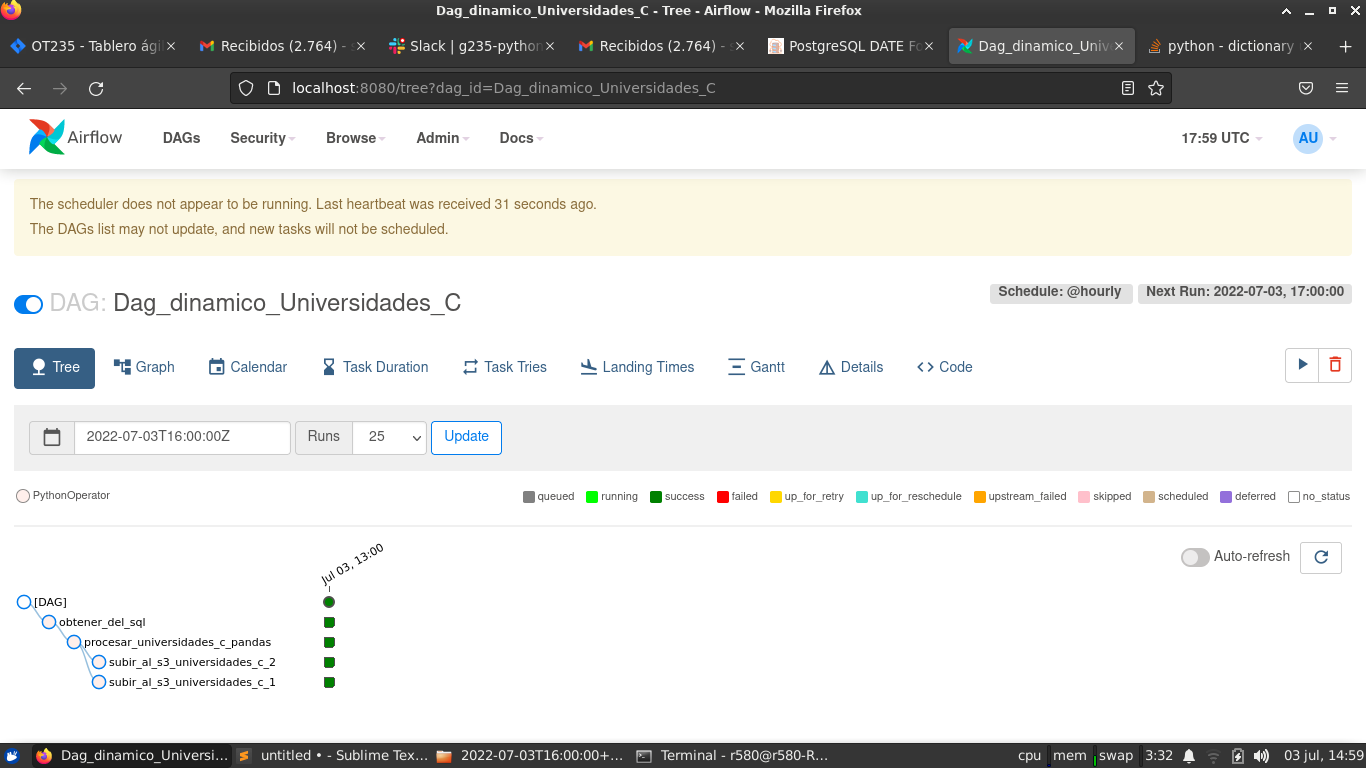 Dag_dinamico_Universidades_C - Tree - Airflow - Mozilla Firefox
OT235 - Tablero ági
Recibidos (2.764) -
Slack | g235-python
Recibidos (2.764) -
PostgreSQL DATE Fo
Dag_dinamico_Univ
python - dictionary
localhost:8080/tree?dag_id=Dag_dinamico_Universidades_C
Airflow
DAGs
Security
Browse
Admin
Docs
17:59 UTC
AU
The scheduler does not appear to be running. Last heartbeat was received 31 seconds ago.
The DAGs list may not update, and new tasks will not be scheduled.
DAG: Dag_dinamico_Universidades_C
Schedule: @hourly
Next Run: 2022-07-03, 17:00:00
Tree
Graph
Calendar
Task Duration
Task Tries
Landing Times
Gantt
Details
Code
2022-07-03T16:00:00Z
Runs
25
Update
PythonOperator
queued
running
success
failed
up_for_retry
up_for_reschedule
upstream_failed
skipped
scheduled
deferred
no_status
Auto-refresh
Jul 03, 13:00
[DAG]
obtener_del_sql
procesar_universidades_c_pandas
subir_al_s3_universidades_c_2
subir_al_s3_universidades_c_1
Dag_dinamico_Universi...
untitled • - Sublime Tex...
2022-07-03T16:00:00+...
Terminal - r580@r580-R...
cpu
mem
swap
3:32
03 jul, 14:59